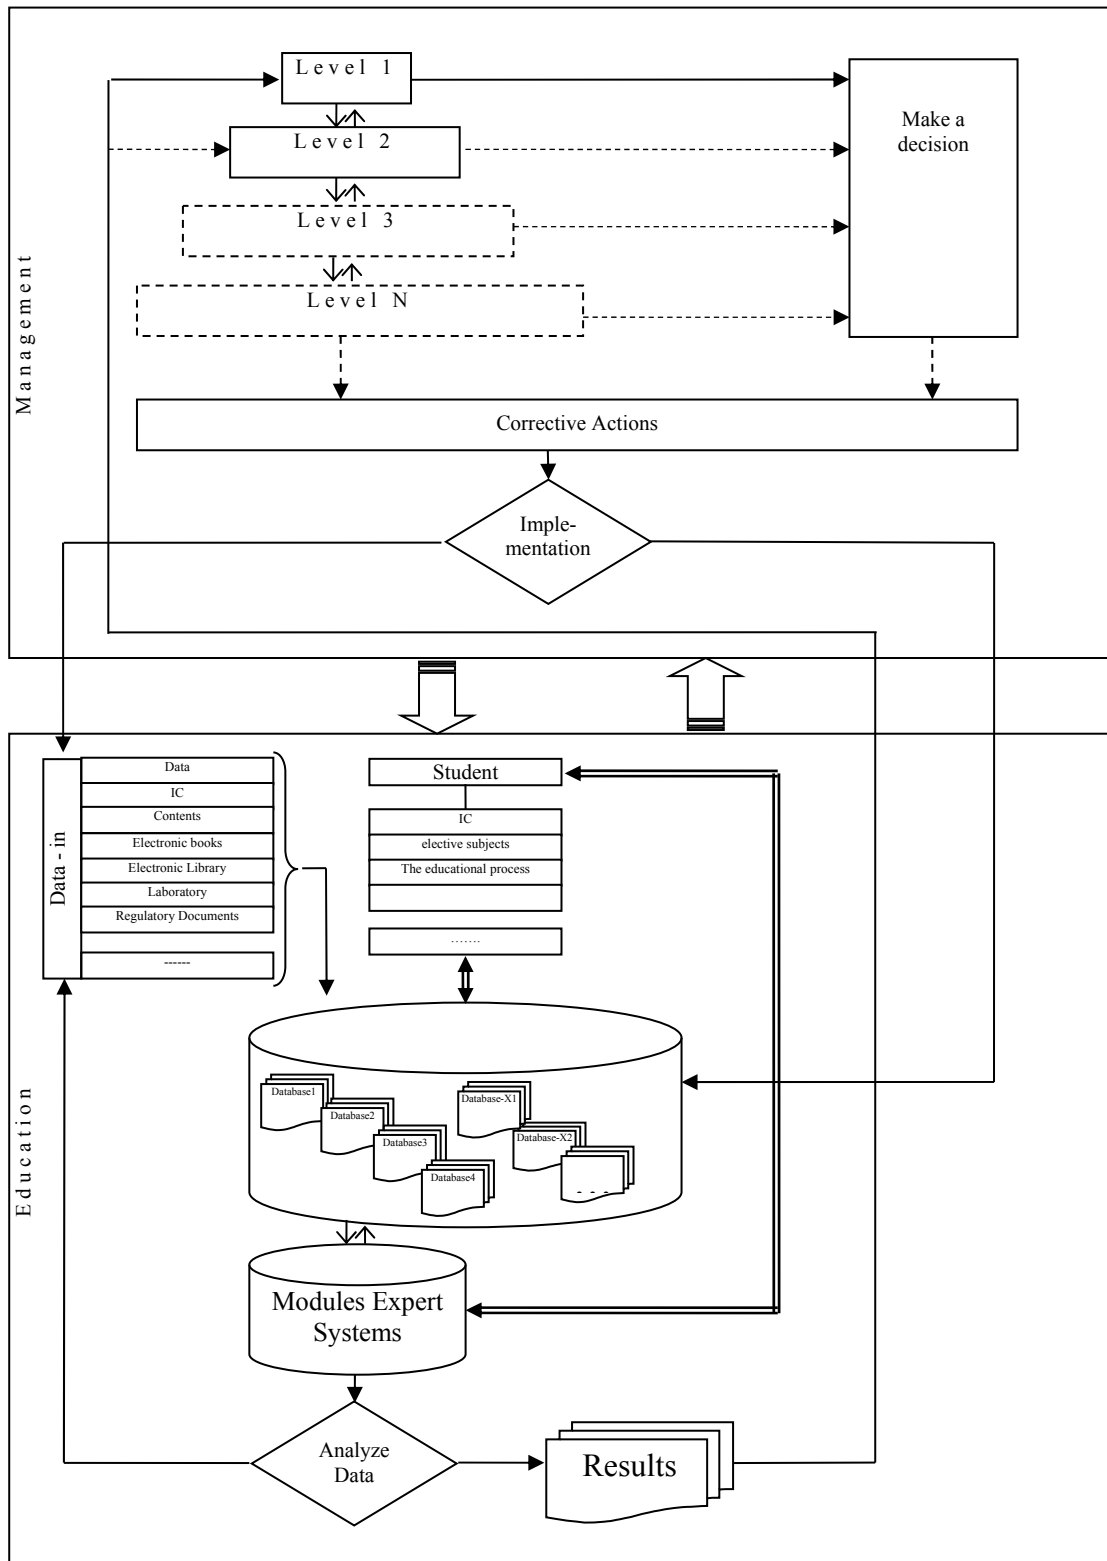 Level 1
Level 2
Level 3
Level N
Make a
decision
Management
Corrective Actions
Imple-
mentation
Data - in
Data
IC
Contents
Electronic books
Electronic Library
Laboratory
Regulatory Documents
------
Student
IC
elective subjects
The educational process
.......
Education
Database1
Database2
Database3
Database4
Database-X1
Database-X2
- - -
Modules Expert
Systems
Analyze
Data
Results